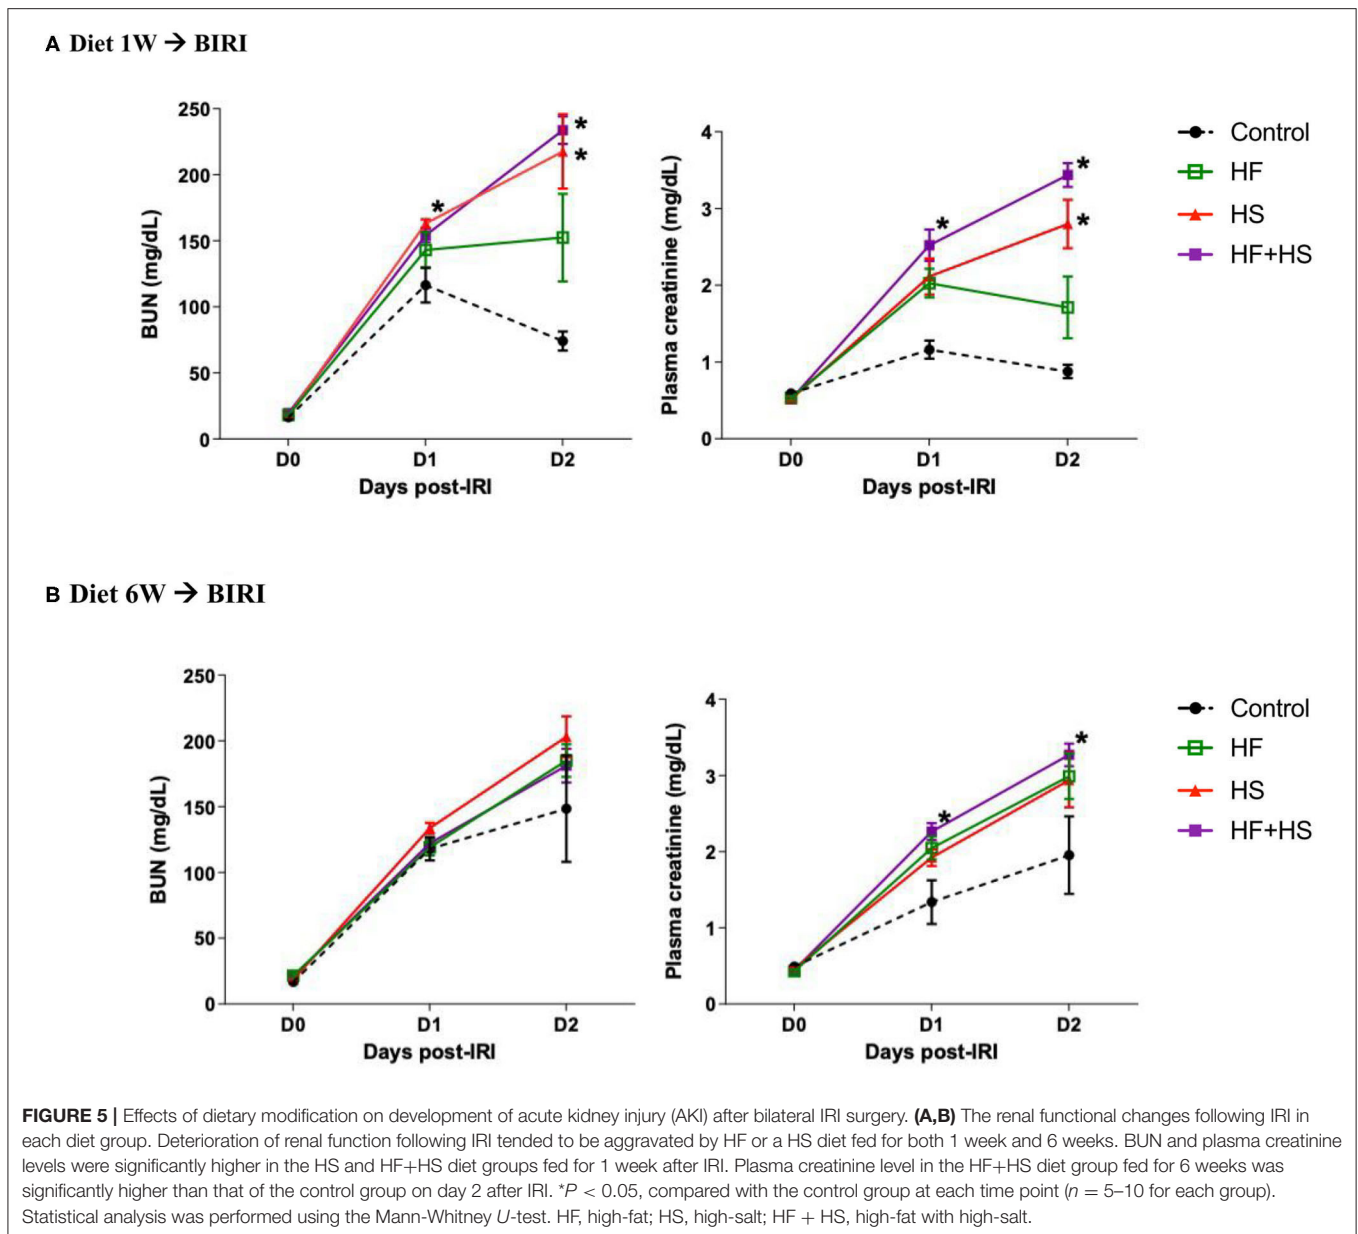 A Diet 1W → BIRI
250
200
150
100
50
0
BUN (mg/dL)
*
*
*
D0 D1 D2
Days post-IRI
4
3
2
1
0
Plasma creatinine (mg/dL)
*
*
*
D0 D1 D2
Days post-IRI
Control
HF
HS
HF+HS
B Diet 6W → BIRI
250
200
150
100
50
0
BUN (mg/dL)
D0 D1 D2
Days post-IRI
4
3
2
1
0
Plasma creatinine (mg/dL)
*
*
D0 D1 D2
Days post-IRI
Control
HF
HS
HF+HS
FIGURE 5 | Effects of dietary modification on development of acute kidney injury (AKI) after bilateral IRI surgery. (A,B) The renal functional changes following IRI in
each diet group. Deterioration of renal function following IRI tended to be aggravated by HF or a HS diet fed for both 1 week and 6 weeks. BUN and plasma creatinine
levels were significantly higher in the HS and HF+HS diet groups fed for 1 week after IRI. Plasma creatinine level in the HF+HS diet group fed for 6 weeks was
significantly higher than that of the control group on day 2 after IRI. *P < 0.05, compared with the control group at each time point (n = 5–10 for each group).
Statistical analysis was performed using the Mann-Whitney U-test. HF, high-fat; HS, high-salt; HF + HS, high-fat with high-salt.